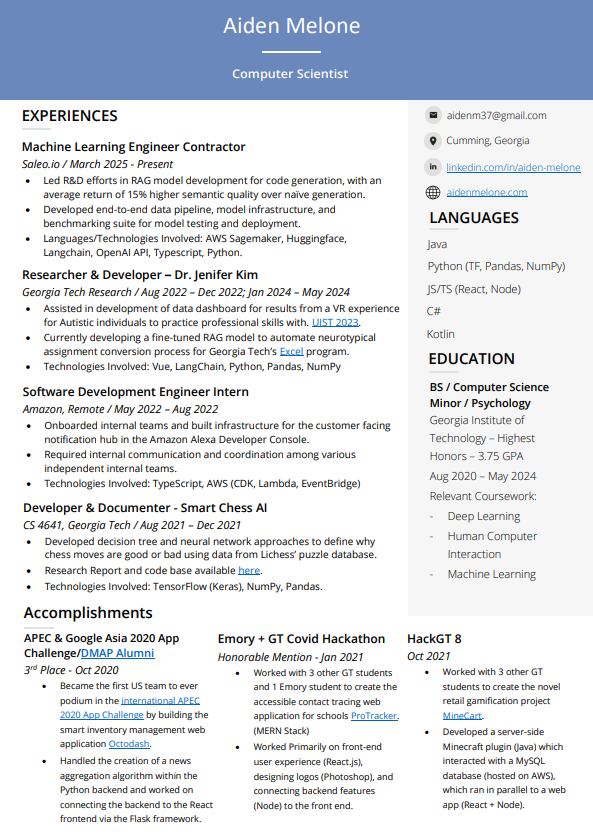 Aiden Melone
Computer Scientist
EXPERIENCES
Machine Learning Engineer Contractor
Saleo.io / March 2025 - Present
• Led R&D efforts in RAG model development for code generation, with an
average return of 15% higher semantic quality over naïve generation.
• Developed end-to-end data pipeline, model infrastructure, and
benchmarking suite for model testing and deployment.
• Languages/Technologies Involved: AWS Sagemaker, Huggingface,
Langchain, OpenAI API, Typescript, Python.
Researcher & Developer – Dr. Jenifer Kim
Georgia Tech Research / Aug 2022 – Dec 2022; Jan 2024 – May 2024
• Assisted in development of data dashboard for results from a VR experience
for Autistic individuals to practice professional skills with. UIST 2023.
• Currently developing a fine-tuned RAG model to automate neurotypical
assignment conversion process for Georgia Tech’s Excel program.
• Technologies Involved: Vue, LangChain, Python, Pandas, NumPy
Software Development Engineer Intern
Amazon, Remote / May 2022 – Aug 2022
• Onboarded internal teams and built infrastructure for the customer facing
notification hub in the Amazon Alexa Developer Console.
• Required internal communication and coordination among various
independent internal teams.
• Technologies Involved: TypeScript, AWS (CDK, Lambda, EventBridge)
Developer & Documenter - Smart Chess AI
CS 4641, Georgia Tech / Aug 2021 – Dec 2021
• Developed decision tree and neural network approaches to define why
chess moves are good or bad using data from Lichess’ puzzle database.
• Research Report and code base available here.
• Technologies Involved: TensorFlow (Keras), NumPy, Pandas.
aidenm37@gmail.com
Cumming, Georgia
in linkedin.com/in/aiden-melone
aidenmelone.com
LANGUAGES
Java
Python (TF, Pandas, NumPy)
JS/TS (React, Node)
C#
Kotlin
EDUCATION
BS / Computer Science
Minor / Psychology
Georgia Institute of
Technology – Highest
Honors – 3.75 GPA
Aug 2020 – May 2024
Relevant Coursework:
- Deep Learning
- Human Computer
Interaction
- Machine Learning
Accomplishments
APEC & Google Asia 2020 App
Challenge/DMAP Alumni
3rd Place - Oct 2020
• Became the first US team to ever
podium in the international APEC
2020 App Challenge by building the
smart inventory management web
application Octodash.
• Handled the creation of a news
aggregation algorithm within the
Python backend and worked on
connecting the backend to the React
frontend via the Flask framework.
Emory + GT Covid Hackathon
Honorable Mention - Jan 2021
• Worked with 3 other GT students
and 1 Emory student to create the
accessible contact tracing web
application for schools ProTracker.
(MERN Stack)
• Worked Primarily on front-end
user experience (React.js),
designing logos (Photoshop), and
connecting backend features
(Node) to the front end.
HackGT 8
Oct 2021
• Worked with 3 other GT
students to create the novel
retail gamification project
MineCart.
• Developed a server-side
Minecraft plugin (Java) which
interacted with a MySQL
database (hosted on AWS),
which ran in parallel to a web
app (React + Node).